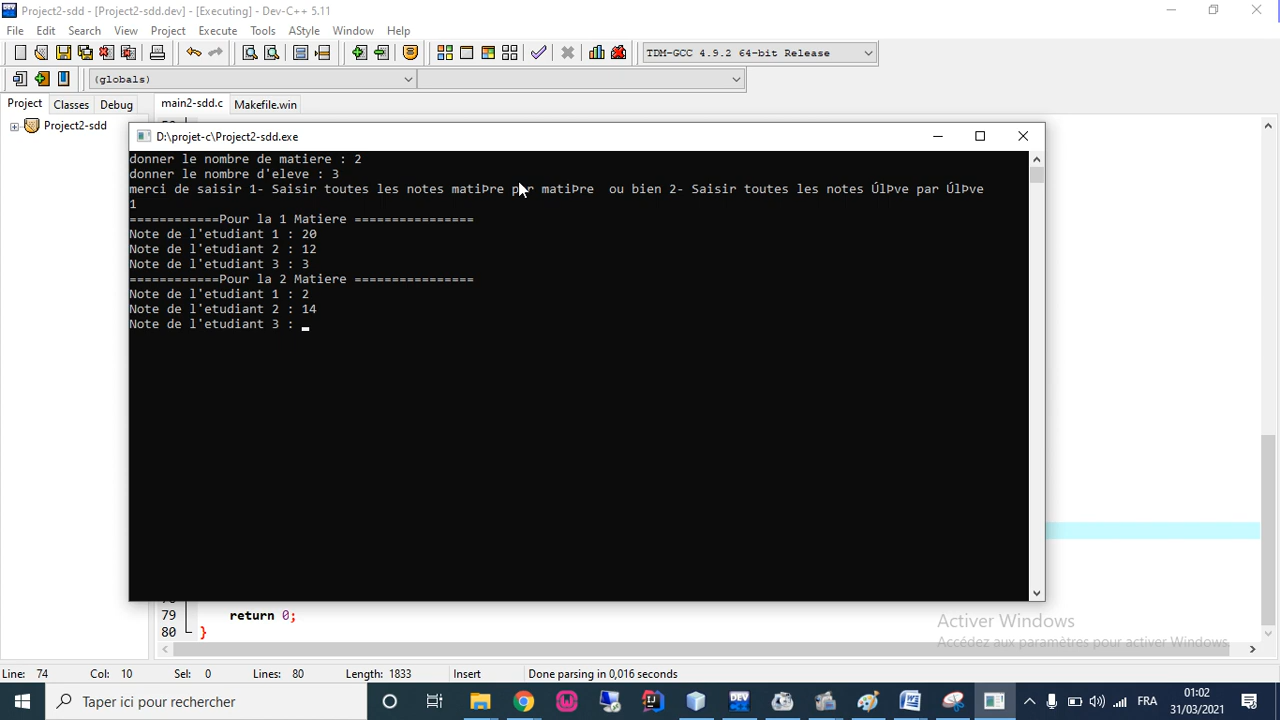 Project2-sdd - [Project2-sdd.dev] - [Executing] - Dev-C++ 5.11
File Edit Search View Project Execute Tools AStyle Window Help
TDM-GCC 4.9.2 64-bit Release
(globals)
Project Classes Debug main2-sdd.c Makefile.win
Project2-sdd
D:\projet-c\Project2-sdd.exe
donner le nombre de matiere : 2
donner le nombre d'eleve : 3
merci de saisir 1- Saisir toutes les notes matiÞre par matiÞre  ou bien 2- Saisir toutes les notes ÚlÞve par ÚlÞve
1
============Pour la 1 Matiere ================
Note de l'etudiant 1 : 20
Note de l'etudiant 2 : 12
Note de l'etudiant 3 : 3
============Pour la 2 Matiere ================
Note de l'etudiant 1 : 2
Note de l'etudiant 2 : 14
Note de l'etudiant 3 :
79 return 0;
80 }
Activer Windows
Accédez aux paramètres pour activer Windows.
Line: 74 Col: 10 Sel: 0 Lines: 80 Length: 1833 Insert Done parsing in 0,016 seconds
Taper ici pour rechercher
FRA
01:02
31/03/2021